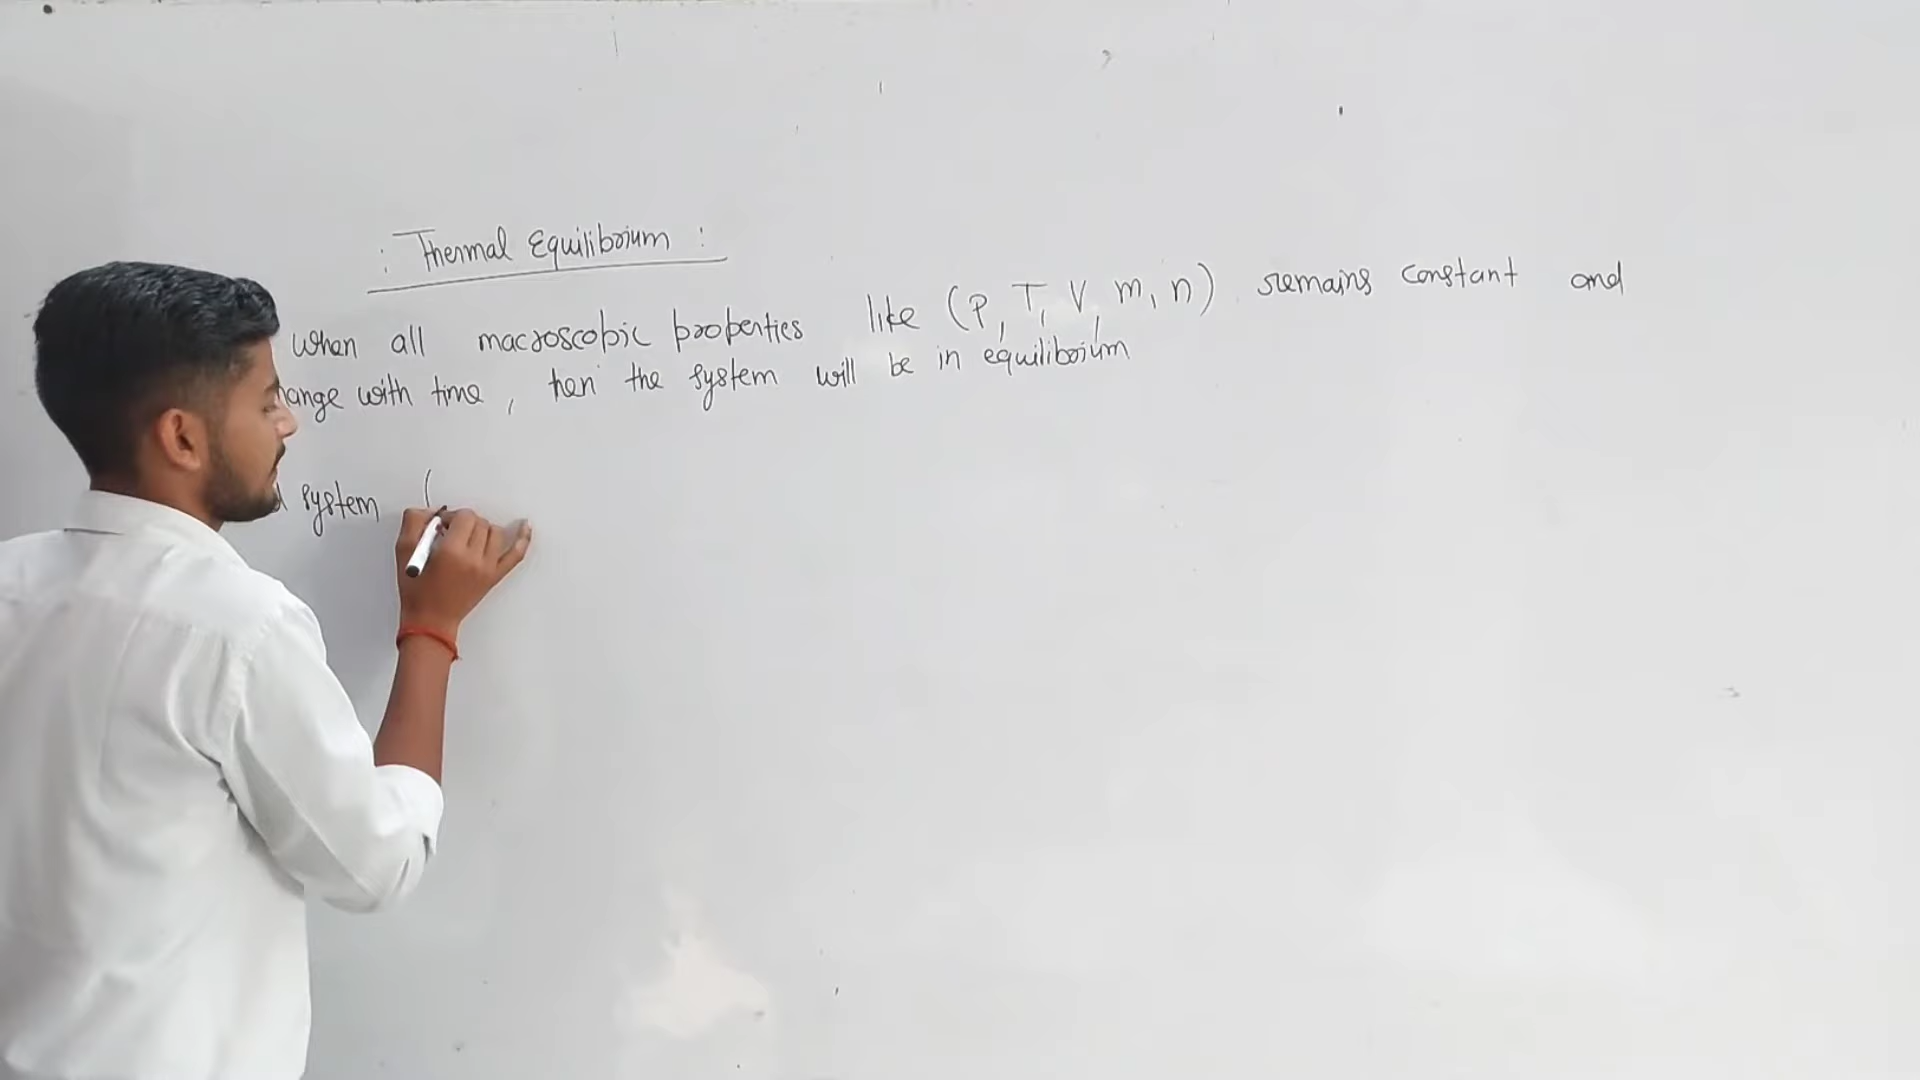 : Thermal Equilibrium :
when all macroscopic properties like (P, T, V, m, n) remains constant and
hange with time, hen the system will be in equilibrium
system (